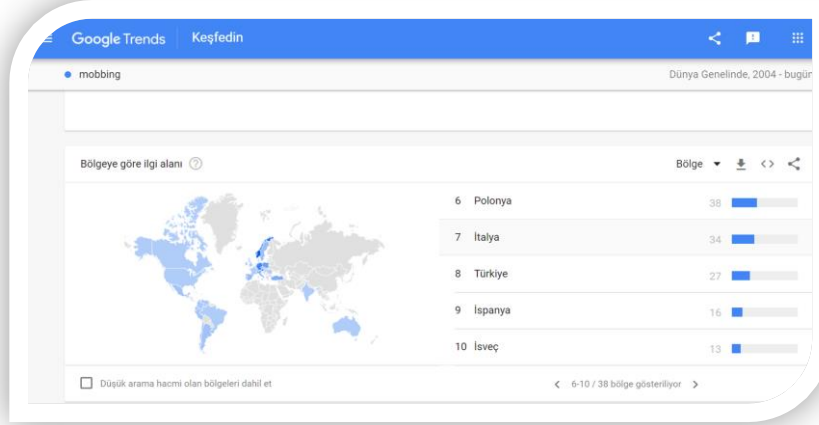 Google Trends Keşfedin
mobbing Dünya Genelinde, 2004 - bugün
Bölgeye göre ilgi alanı Bölge
6 Polonya 38
7 İtalya 34
8 Türkiye 27
9 İspanya 16
10 İsveç 13
Düşük arama hacmi olan bölgeleri dahil et 6-10 / 38 bölge gösteriliyor